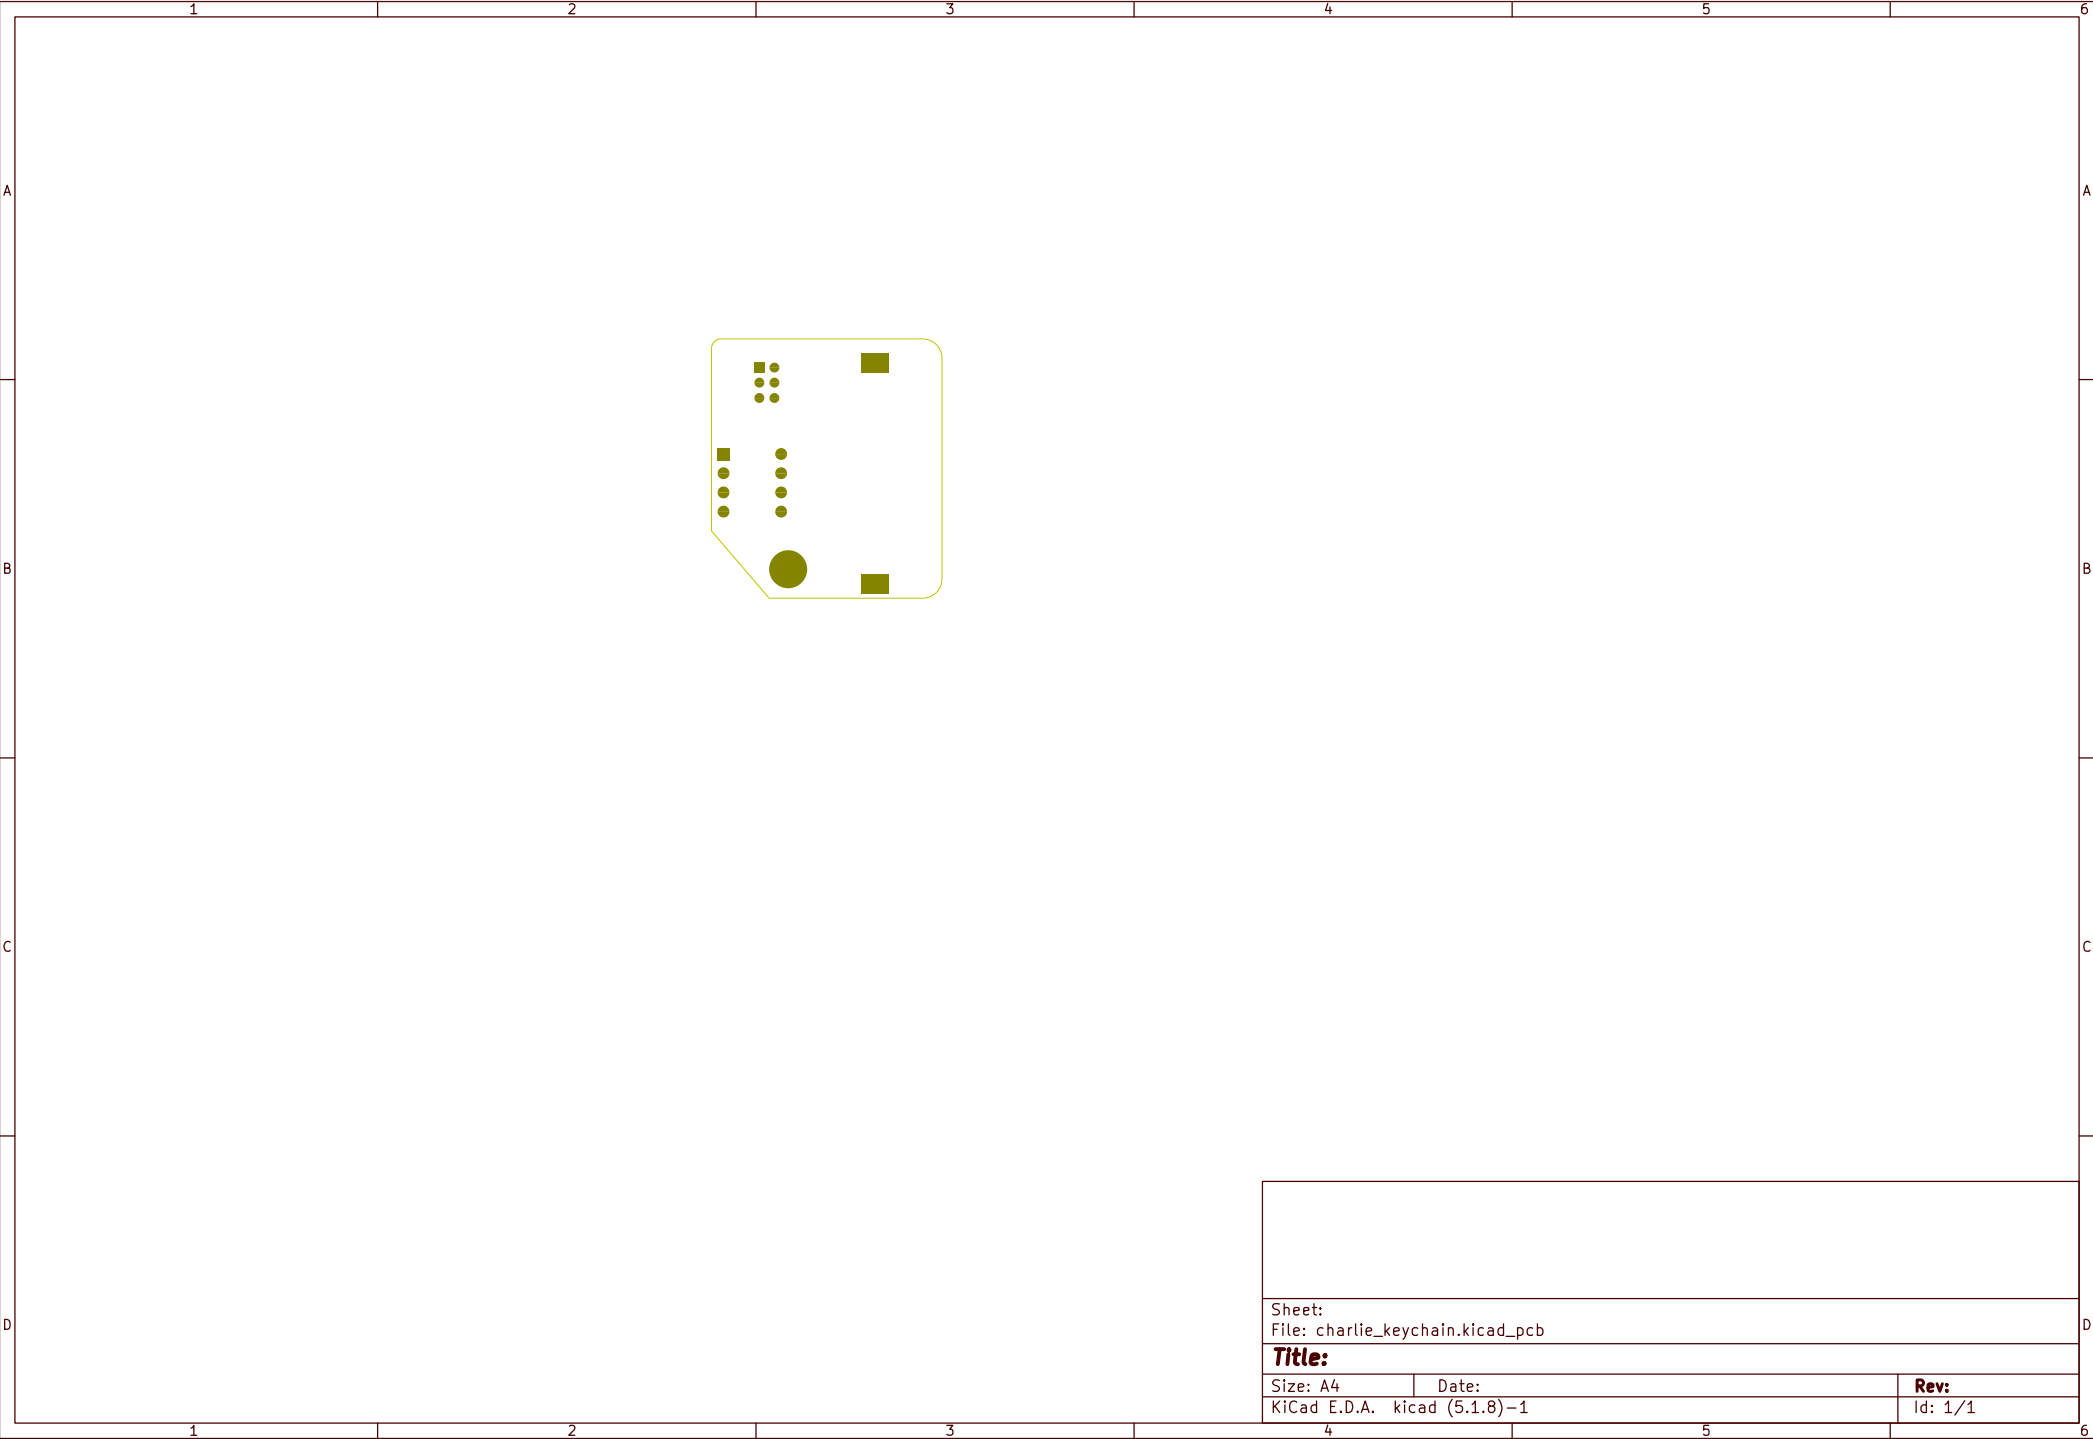 1 2 3 4 5 6
A A
B B
C C
Sheet:
File: charlie_keychain.kicad_pcb
D D
Title:
Size: A4 Date: Rev:
KiCad E.D.A. kicad (5.1.8)-1 Id: 1/1
1 2 3 4 5 6